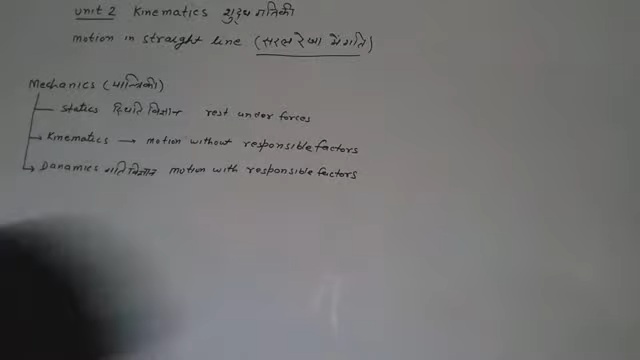 unit 2 Kinematics शुद्ध गतिकी
motion in straight line (सरल रेखा में गति)
Mechanics (यान्त्रिकी)
Statics स्थिति विज्ञान rest under forces
Kinematics → motion without responsible factors
Danamics गति विज्ञान motion with responsible factors